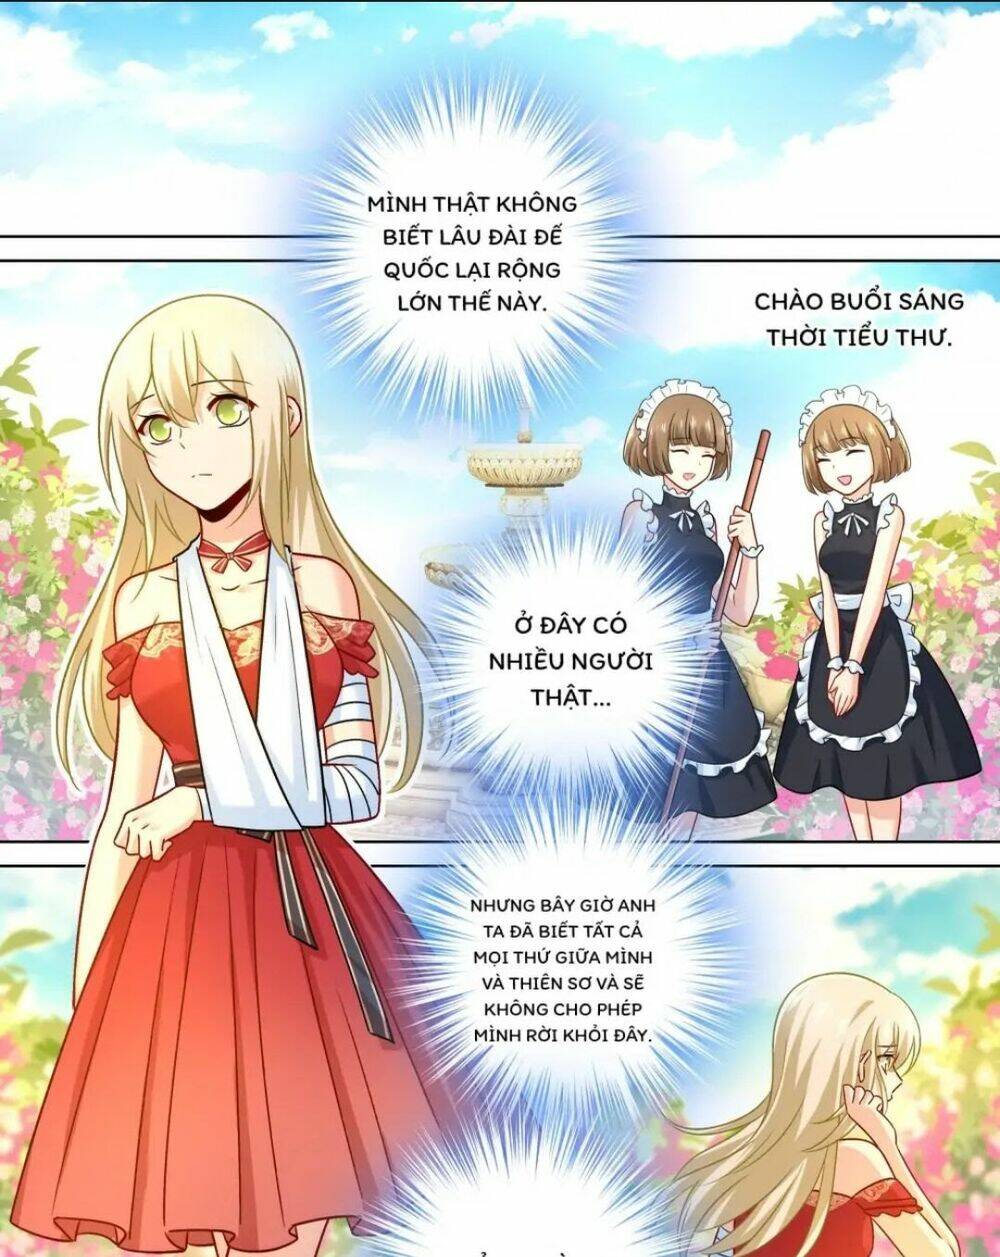 MÌNH THẬT KHÔNG
BIẾT LÂU ĐÀI ĐẾ
QUỐC LẠI RỘNG
LỚN THẾ NÀY.
CHÀO BUỔI SÁNG
THỜI TIỂU THƯ.
Ở ĐÂY CÓ
NHIỀU NGƯỜI
THẬT...
NHƯNG BÂY GIỜ ANH
TA ĐÃ BIẾT TẤT CẢ
MỌI THỨ GIỮA MÌNH
VÀ THIÊN SƠ VÀ SẼ
KHÔNG CHO PHÉP
MÌNH RỜI KHỎI ĐÂY.